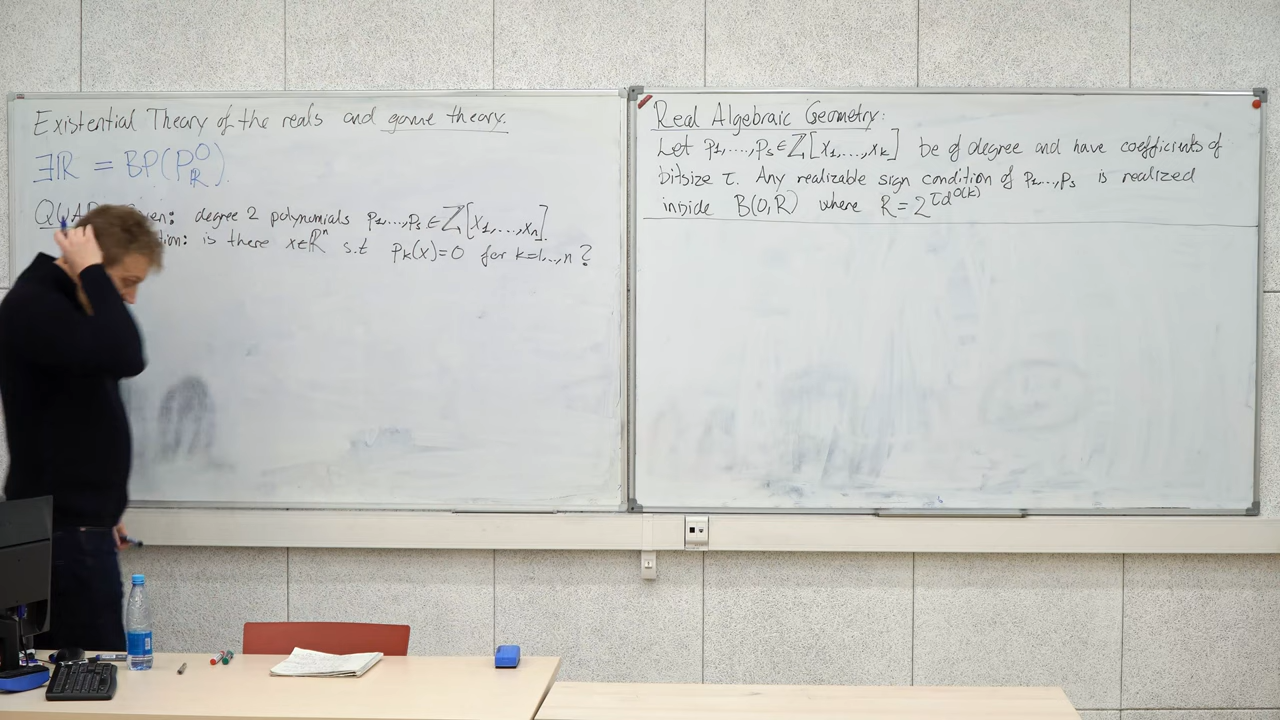 Existential Theory of the reals and game theory.
∃ℝ = BP(P⁰_ℝ).
QUAD: degree 2 polynomials p₁,...,pₛ ∈ ℤ[x₁,...,xₙ].
is there x∈ℝⁿ s.t pₖ(x)=0 for k=1...,n ?
Real Algebraic Geometry:
Let p₁,...,pₛ ∈ ℤ[x₁,...,xₖ] be of degree and have coefficients of
bitsize τ. Any realizable sign condition of p₁...,pₛ is realized
inside B(0,R) where R = 2^{τd^{O(k)}}